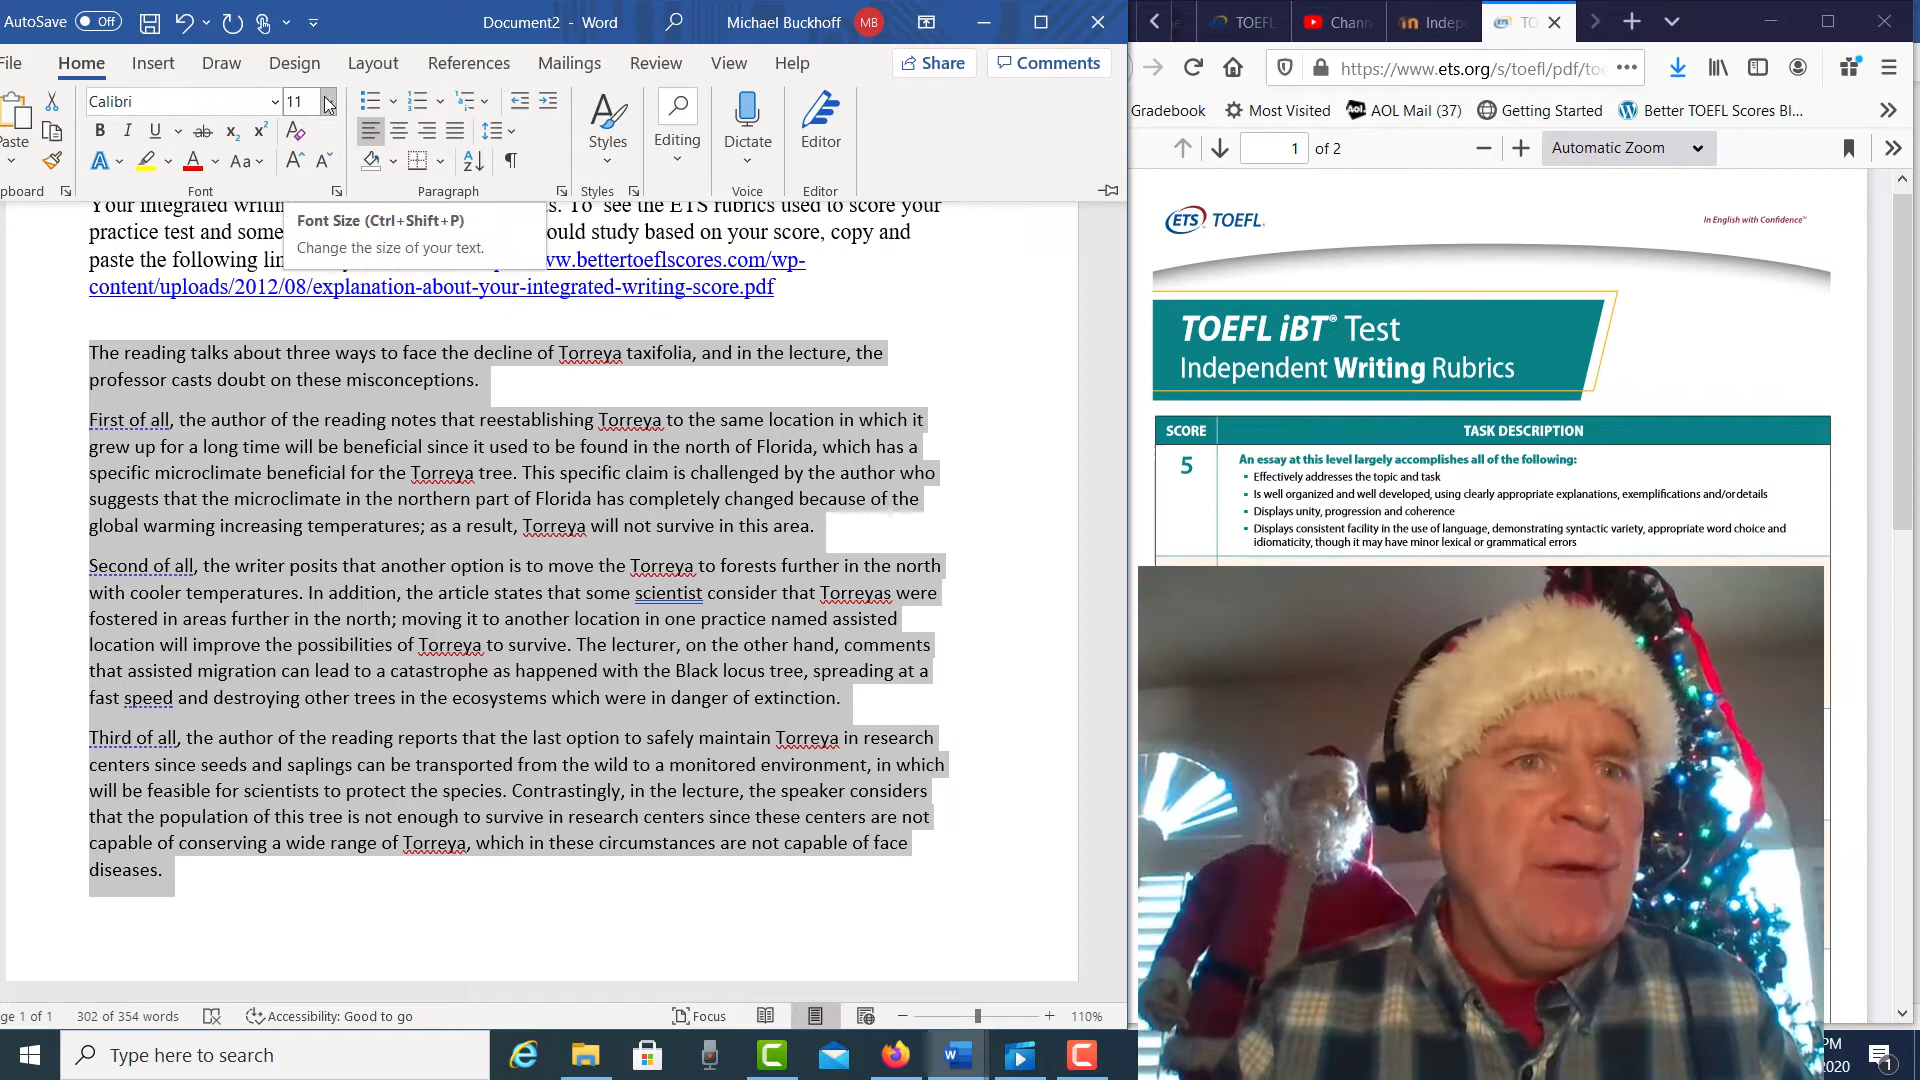 AutoSave Off Document2 - Word Michael Buckhoff MB
File Home Insert Draw Design Layout References Mailings Review View Help Share Comments
Calibri 11
Paste Styles Editing Dictate Editor
Clipboard Font Paragraph Styles Voice Editor
Font Size (Ctrl+Shift+P)
Change the size of your text.
Your integrated s. To see the ETS rubrics used to score your
practice test and some ould study based on your score, copy and
paste the following ww.bettertoeflscores.com/wp-
content/uploads/2012/08/explanation-about-your-integrated-writing-score.pdf
The reading talks about three ways to face the decline of Torreya taxifolia, and in the lecture, the
professor casts doubt on these misconceptions.
First of all, the author of the reading notes that reestablishing Torreya to the same location in which it
grew up for a long time will be beneficial since it used to be found in the north of Florida, which has a
specific microclimate beneficial for the Torreya tree. This specific claim is challenged by the author who
suggests that the microclimate in the northern part of Florida has completely changed because of the
global warming increasing temperatures; as a result, Torreya will not survive in this area.
Second of all, the writer posits that another option is to move the Torreya to forests further in the north
with cooler temperatures. In addition, the article states that some scientist consider that Torreyas were
fostered in areas further in the north; moving it to another location in one practice named assisted
location will improve the possibilities of Torreya to survive. The lecturer, on the other hand, comments
that assisted migration can lead to a catastrophe as happened with the Black locus tree, spreading at a
fast speed and destroying other trees in the ecosystems which were in danger of extinction.
Third of all, the author of the reading reports that the last option to safely maintain Torreya in research
centers since seeds and saplings can be transported from the wild to a monitored environment, in which
will be feasible for scientists to protect the species. Contrastingly, in the lecture, the speaker considers
that the population of this tree is not enough to survive in research centers since these centers are not
capable of conserving a wide range of Torreya, which in these circumstances are not capable of face
diseases.
ge 1 of 1 302 of 354 words Accessibility: Good to go Focus 110%
Type here to search
TOEFL Chann Indep TO
https://www.ets.org/s/toefl/pdf/toe
Gradebook Most Visited AOL Mail (37) Getting Started Better TOEFL Scores Bl...
1 of 2 Automatic Zoom
ETS TOEFL. In English with Confidence™
TOEFL iBT® Test
Independent Writing Rubrics
SCORE TASK DESCRIPTION
5 An essay at this level largely accomplishes all of the following:
▪ Effectively addresses the topic and task
▪ Is well organized and well developed, using clearly appropriate explanations, exemplifications and/or details
▪ Displays unity, progression and coherence
▪ Displays consistent facility in the use of language, demonstrating syntactic variety, appropriate word choice and
idiomaticity, though it may have minor lexical or grammatical errors
PM
2020
1